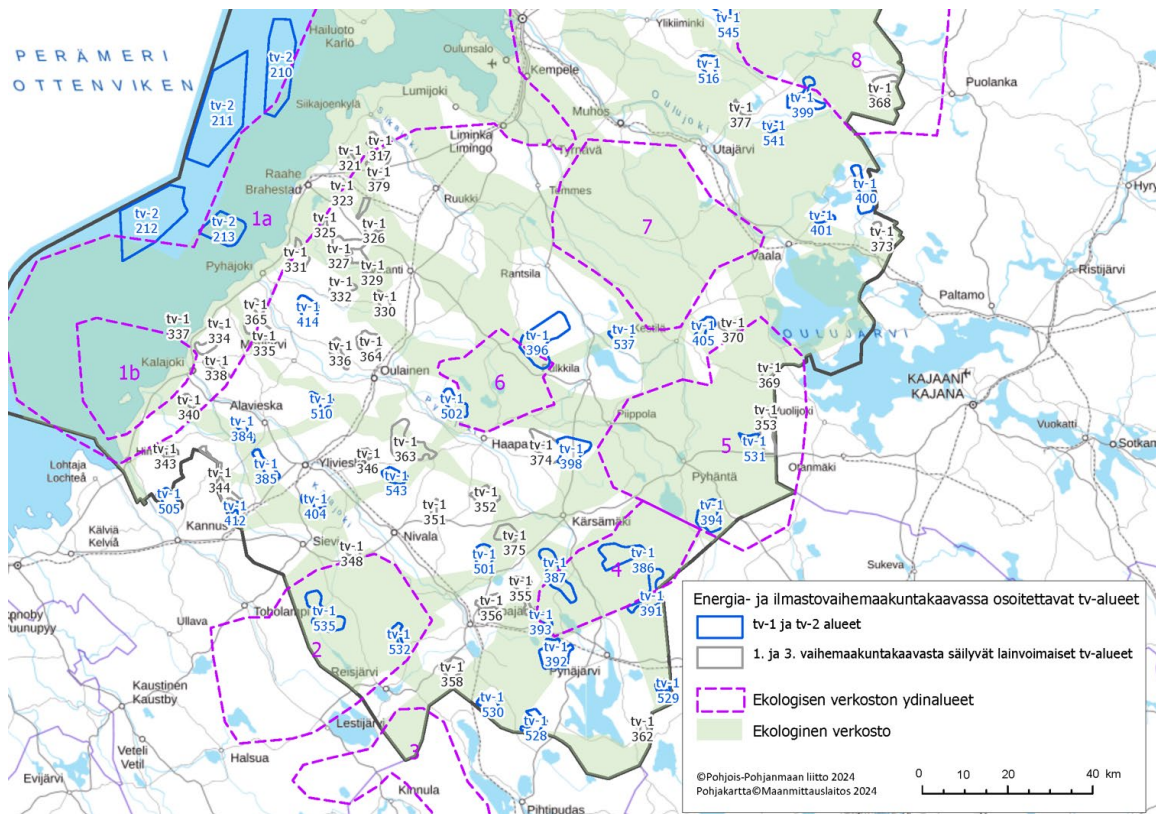 PERÄMERI
OTTENVIKEN
Hailuoto
Karlö
Oulunsalo
Kempele
Ylikiiminki
tv-1
545
tv-1
516
8
tv-1
368
Puolanka
tv-2
210
tv-2
211
Siikajoenkylä
Lumijoki
Liminka
Limingo
Tyrnävä
Muhos
Oulujoki
tv-1
377
tv-1
399
tv-1
541
Utajärvi
tv-1
317
tv-1
321
tv-1
379
Raahe
Brahestad
tv-1
323
Ruukki
Temmes
tv-1
400
tv-2
212
tv-2
213
1a
tv-1
325
tv-1
326
7
tv-1
401
tv-1
373
Vaala
Pyhäjoki
tv-1
331
tv-1
327
tv-1
329
tv-1
332
tv-1
330
Rantsila
Ristijärvi
Paltamo
tv-1
414
tv-1
365
tv-1
337
tv-1
334
tv-1
335
tv-1
336
tv-1
364
tv-1
396
tv-1
537
Kestilä
tv-1
405
tv-1
370
OULUJÄRVI
Kalajoki
1b
tv-1
338
Oulainen
6
tv-1
369
KAJAANI
KAJANA
tv-1
340
Alavieska
tv-1
510
tv-1
502
Piippola
tv-1
353
Vuolijoki
Vuokatti
tv-1
384
tv-1
363
tv-1
346
tv-1
374
tv-1
398
5
tv-1
531
Otanmäki
tv-1
343
Lohtaja
Lochteå
tv-1
344
tv-1
385
tv-1
543
Pyhäntä
tv-1
505
tv-1
412
tv-1
404
tv-1
351
tv-1
352
tv-1
394
Kälviä
Kelviå
Kannus
Sievi
Nivala
Kärsämäki
tv-1
348
tv-1
375
tv-1
501
tv-1
387
tv-1
386
4
Sukeva
Ullava
tv-1
535
tv-1
355
tv-1
356
tv-1
391
tv-1
393
2
tv-1
532
tv-1
392
Reisjärvi
tv-1
358
tv-1
529
Kaustinen
Kaustby
Lestijärvi
tv-1
530
tv-1
528
tv-1
362
Veteli
Vetil
Halsua
3
Evijärvi
Kinnula
Pihtipudas
Energia- ja ilmastovaihemaakuntakaavassa osoitettavat tv-alueet
tv-1 ja tv-2 alueet
1. ja 3. vaihemaakuntakaavasta säilyvät lainvoimaiset tv-alueet
Ekologisen verkoston ydinalueet
Ekologinen verkosto
©Pohjois-Pohjanmaan liitto 2024
Pohjakartta©Maanmittauslaitos 2024
0 10 20 40 km